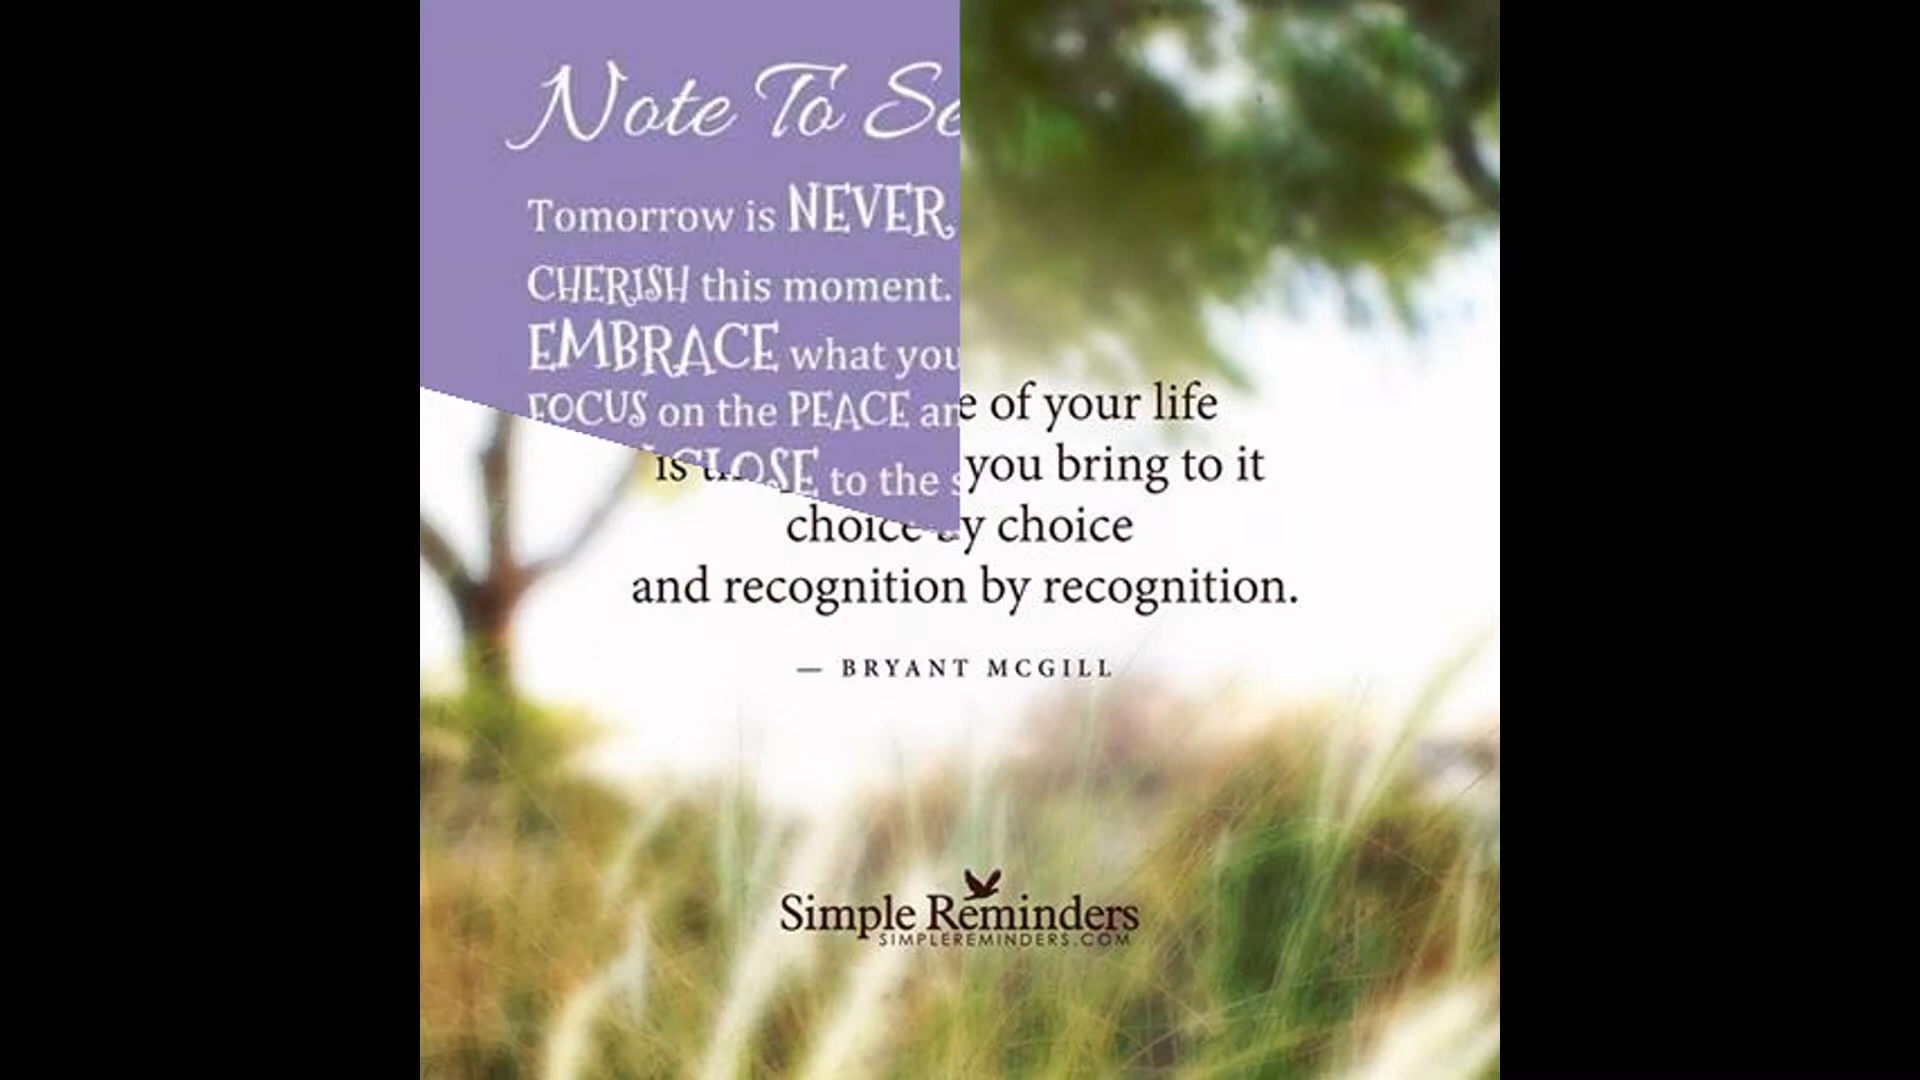 Note To
Tomorrow is NEVER
CHERISH this moment.
EMBRACE what you
FOCUS on the PEACE
CLOSE to the
of your life
is you bring to it
choice by choice
and recognition by recognition.
— BRYANT MCGILL
Simple Reminders
SIMPLEREMINDERS.COM